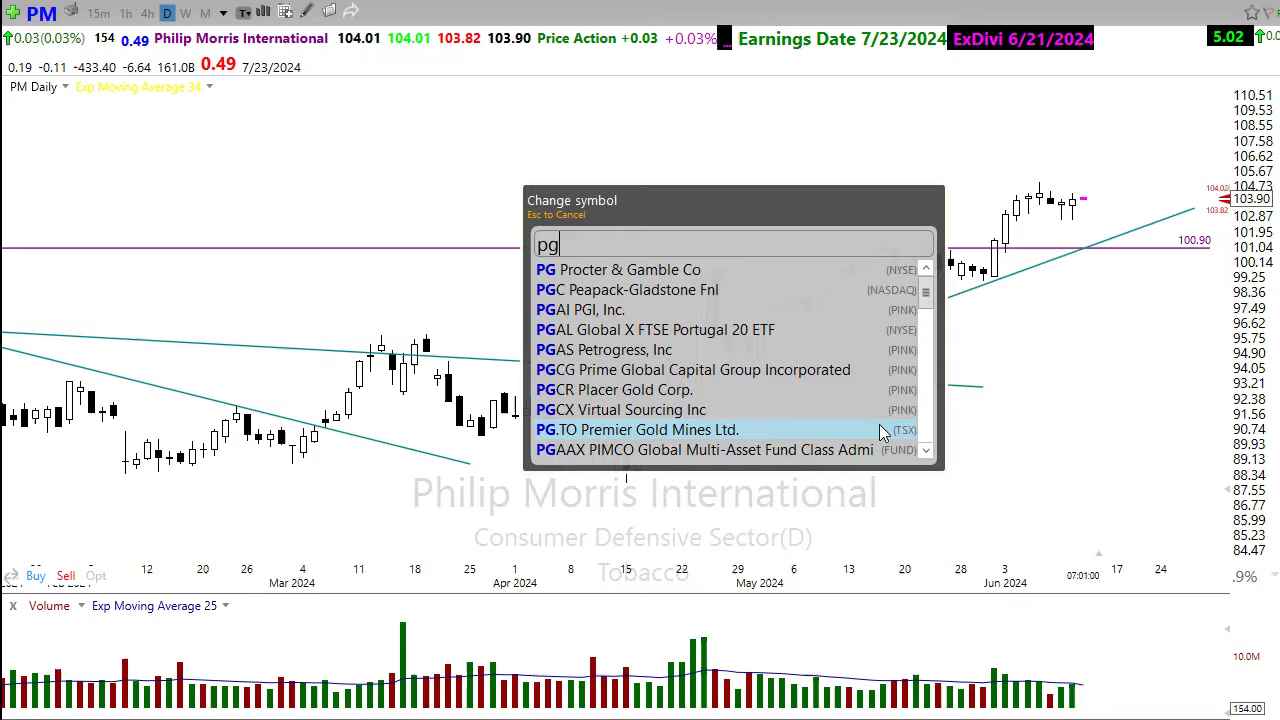 PM 15m 1h 4h D W M T
0.03(0.03%) 154 0.49 Philip Morris International 104.01 104.01 103.82 103.90 Price Action +0.03 +0.03% ... Earnings Date 7/23/2024 ExDivi 6/21/2024 5.02
0.19 -0.11 -433.40 -6.64 161.0B 0.49 7/23/2024
PM Daily Exp Moving Average 34
110.51
109.53
108.55
107.58
106.62
105.67
104.73
104.02
103.90
103.82
102.87
101.95
100.90
101.04
100.14
99.25
98.36
97.49
96.62
95.75
94.90
93.21
92.38
91.56
90.74
89.93
89.13
88.34
87.55
86.77
85.99
85.23
84.47
Change symbol
Esc to Cancel
pg
PG Procter & Gamble Co (NYSE)
PGC Peapack-Gladstone Fnl (NASDAQ)
PGAI PGI, Inc. (PINK)
PGAL Global X FTSE Portugal 20 ETF (NYSE)
PGAS Petrogress, Inc (PINK)
PGCG Prime Global Capital Group Incorporated (PINK)
PGCR Placer Gold Corp. (PINK)
PGCX Virtual Sourcing Inc (PINK)
PG.TO Premier Gold Mines Ltd. (TSX)
PGAAX PIMCO Global Multi-Asset Fund Class Admi (FUND)
Philip Morris International
Consumer Defensive Sector(D)
Tobacco
Buy Sell Opt
12 20 11 18 25 8 15 22 6 13 20 28 3 17 24
Mar 2024 Apr 2024 May 2024 Jun 2024 07:01:00
.9%
X Volume Exp Moving Average 25
10.0M
154.00